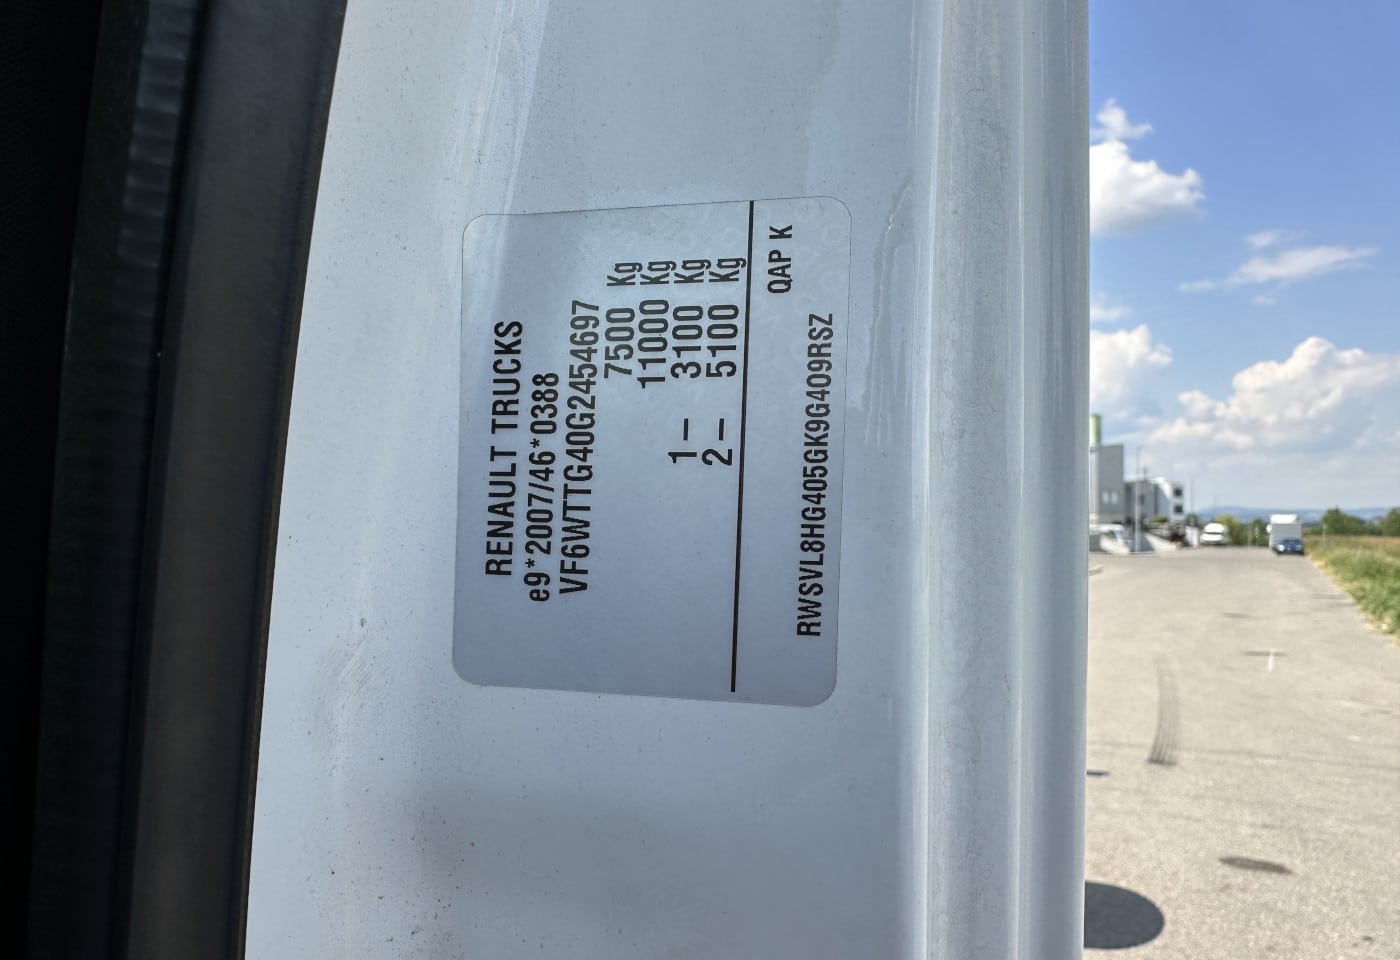 RENAULT TRUCKS
e9*2007/46*0388
VF6WTTG40G2454697
7500 Kg
11000 Kg
1 – 3100 Kg
2 – 5100 Kg
QAP K
RWSVL8HG405GK9G409RSZ